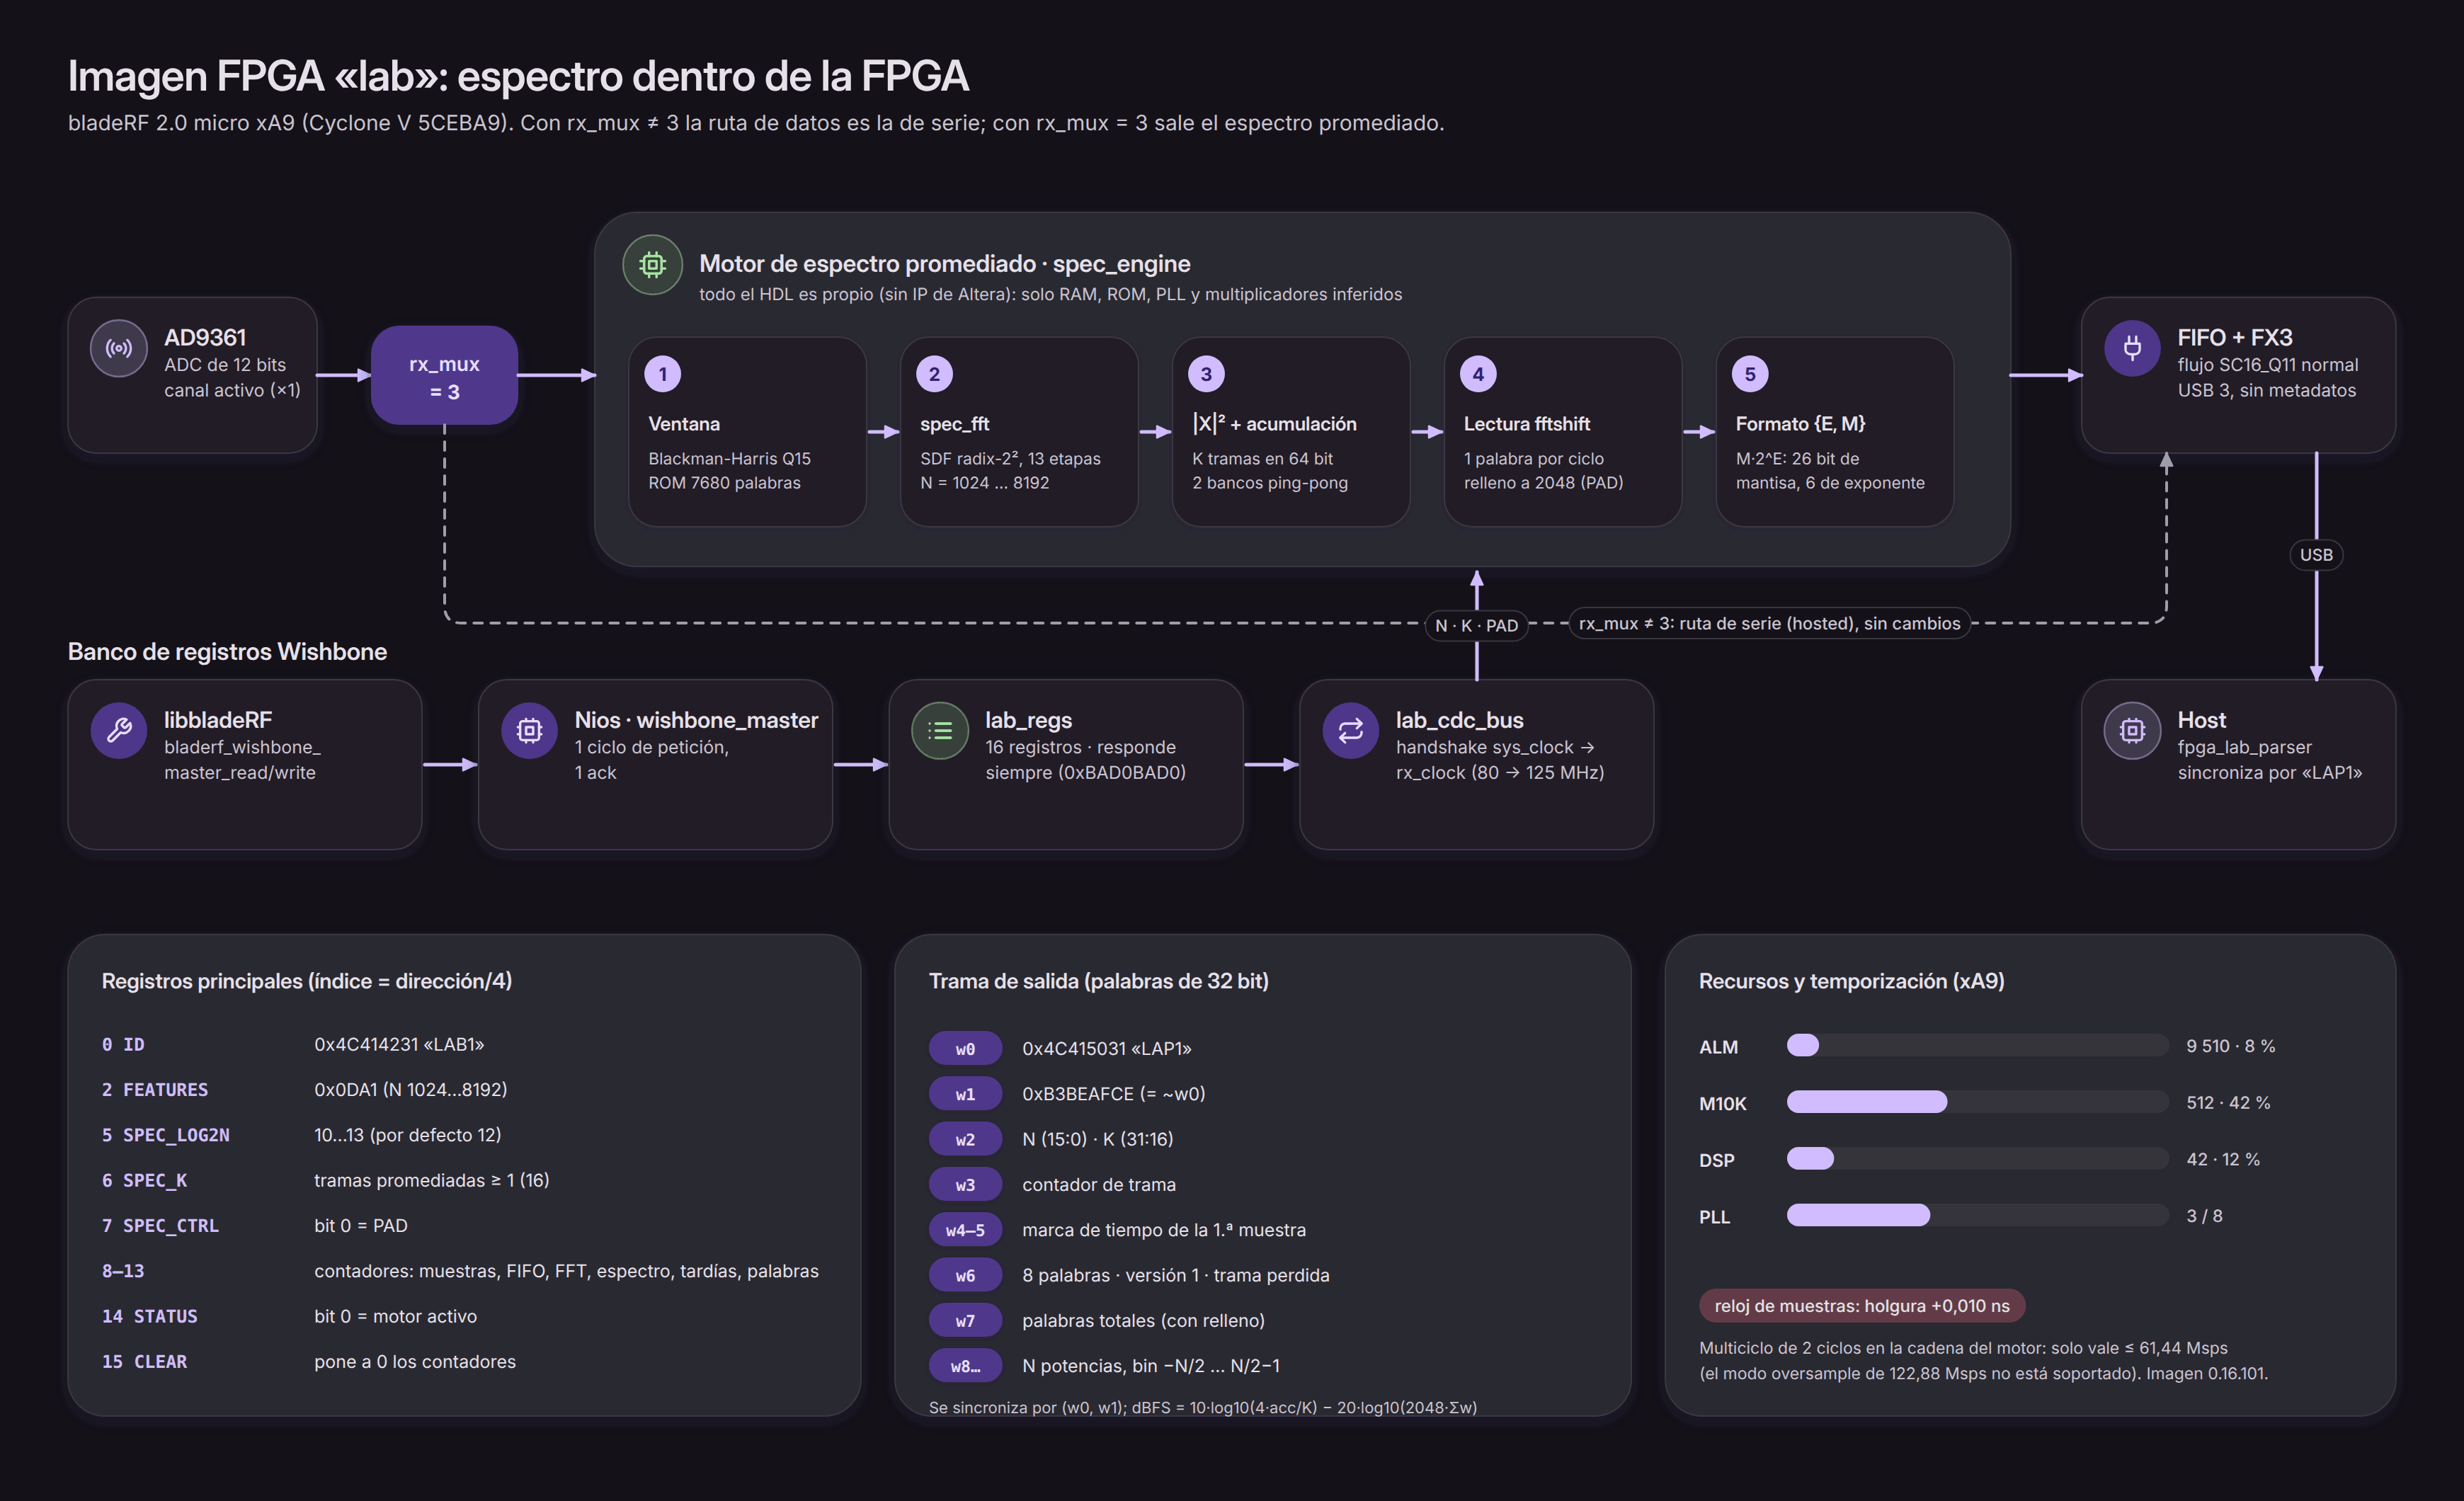 Imagen FPGA «lab»: espectro dentro de la FPGA
bladeRF 2.0 micro xA9 (Cyclone V 5CEBA9). Con rx_mux ≠ 3 la ruta de datos es la de serie; con rx_mux = 3 sale el espectro promediado.
AD9361
ADC de 12 bits
canal activo (×1)
rx_mux
= 3
Motor de espectro promediado · spec_engine
todo el HDL es propio (sin IP de Altera): solo RAM, ROM, PLL y multiplicadores inferidos
1
Ventana
Blackman-Harris Q15
ROM 7680 palabras
2
spec_fft
SDF radix-2², 13 etapas
N = 1024 … 8192
3
|X|² + acumulación
K tramas en 64 bit
2 bancos ping-pong
4
Lectura fftshift
1 palabra por ciclo
relleno a 2048 (PAD)
5
Formato {E, M}
M·2^E: 26 bit de
mantisa, 6 de exponente
FIFO + FX3
flujo SC16_Q11 normal
USB 3, sin metadatos
USB
N · K · PAD
rx_mux ≠ 3: ruta de serie (hosted), sin cambios
Banco de registros Wishbone
libbladeRF
bladerf_wishbone_
master_read/write
Nios · wishbone_master
1 ciclo de petición,
1 ack
lab_regs
16 registros · responde
siempre (0xBAD0BAD0)
lab_cdc_bus
handshake sys_clock →
rx_clock (80 → 125 MHz)
Host
fpga_lab_parser
sincroniza por «LAP1»
Registros principales (índice = dirección/4)
0 ID 0x4C414231 «LAB1»
2 FEATURES 0x0DA1 (N 1024…8192)
5 SPEC_LOG2N 10…13 (por defecto 12)
6 SPEC_K tramas promediadas ≥ 1 (16)
7 SPEC_CTRL bit 0 = PAD
8–13 contadores: muestras, FIFO, FFT, espectro, tardías, palabras
14 STATUS bit 0 = motor activo
15 CLEAR pone a 0 los contadores
Trama de salida (palabras de 32 bit)
w0 0x4C415031 «LAP1»
w1 0xB3BEAFCE (= ~w0)
w2 N (15:0) · K (31:16)
w3 contador de trama
w4–5 marca de tiempo de la 1.ª muestra
w6 8 palabras · versión 1 · trama perdida
w7 palabras totales (con relleno)
w8… N potencias, bin −N/2 … N/2−1
Se sincroniza por (w0, w1); dBFS = 10·log10(4·acc/K) − 20·log10(2048·Σw)
Recursos y temporización (xA9)
ALM 9 510 · 8 %
M10K 512 · 42 %
DSP 42 · 12 %
PLL 3 / 8
reloj de muestras: holgura +0,010 ns
Multiciclo de 2 ciclos en la cadena del motor: solo vale ≤ 61,44 Msps
(el modo oversample de 122,88 Msps no está soportado). Imagen 0.16.101.